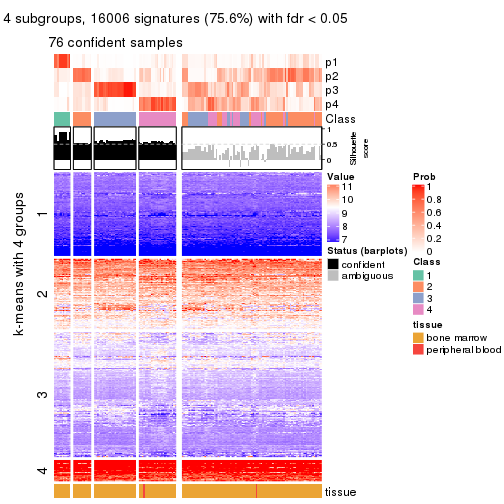 4 subgroups, 16006 signatures (75.6%) with fdr < 0.05
76 confident samples
p1
p2
p3
p4
Class
1
0.5
0
Silhouette
score
k-means with 4 groups
1
2
3
4
tissue
Value
11
10
9
8
7
Status (barplots)
confident
ambiguous
Prob
1
0.8
0.6
0.4
0.2
0
Class
1
2
3
4
tissue
bone marrow
peripheral blood